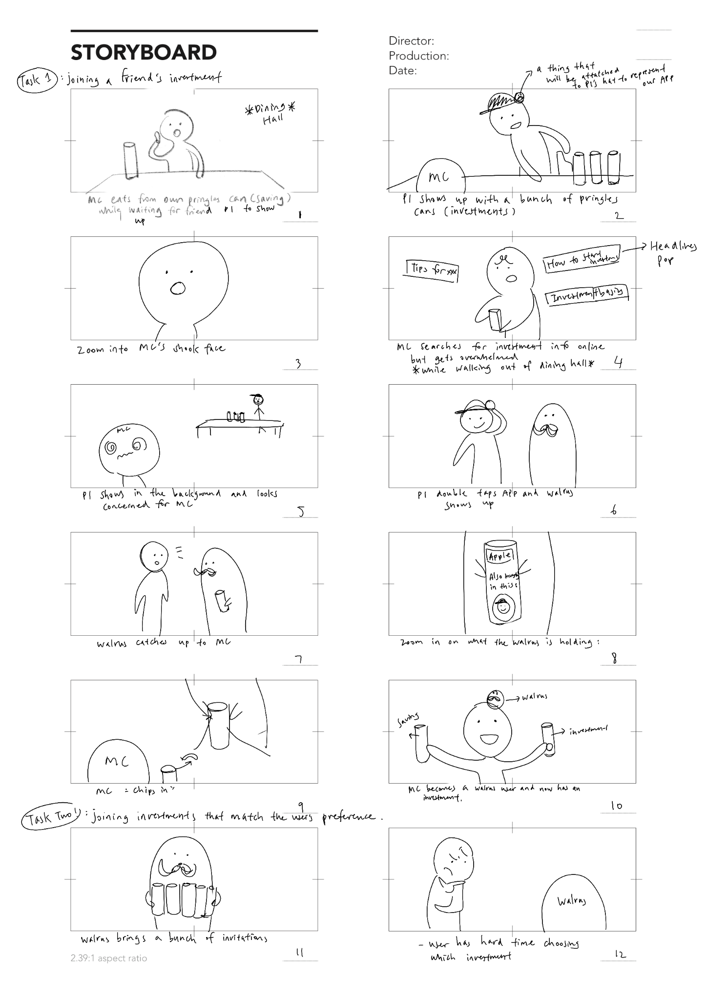 STORYBOARD
Director:
Production:
Date:
Task 1 : joining a friend's investment
a thing that
will be attatched
to P1's hat to represent
our APP
*Dining*
Hall
MC eats from own pringles can (saving)
while waiting for friend P1 to show
up
1
MC
P1 shows up with a bunch of pringles
cans (investments)
2
Zoom into MC's shook face
3
Tips for xxx
How to start
investing
Investment basics
Headlines
pop
MC searches for investment info online
but gets overwhelmed
*while walking out of dining hall*
4
MC
P1 shows in the background and looks
concerned for MC
5
P1 double taps APP and walrus
shows up
6
walrus catches up to MC
7
Apple
Also invests
in this:
zoom in on what the walrus is holding:
8
MC
MC "chips in"
9
walrus
saving
investment
MC becomes a walrus user and now has an
investment.
10
Task Two : joining investments that match the users preference.
walrus brings a bunch of invitations
11
walrus
- user has hard time choosing
which investment
12
2.39:1 aspect ratio